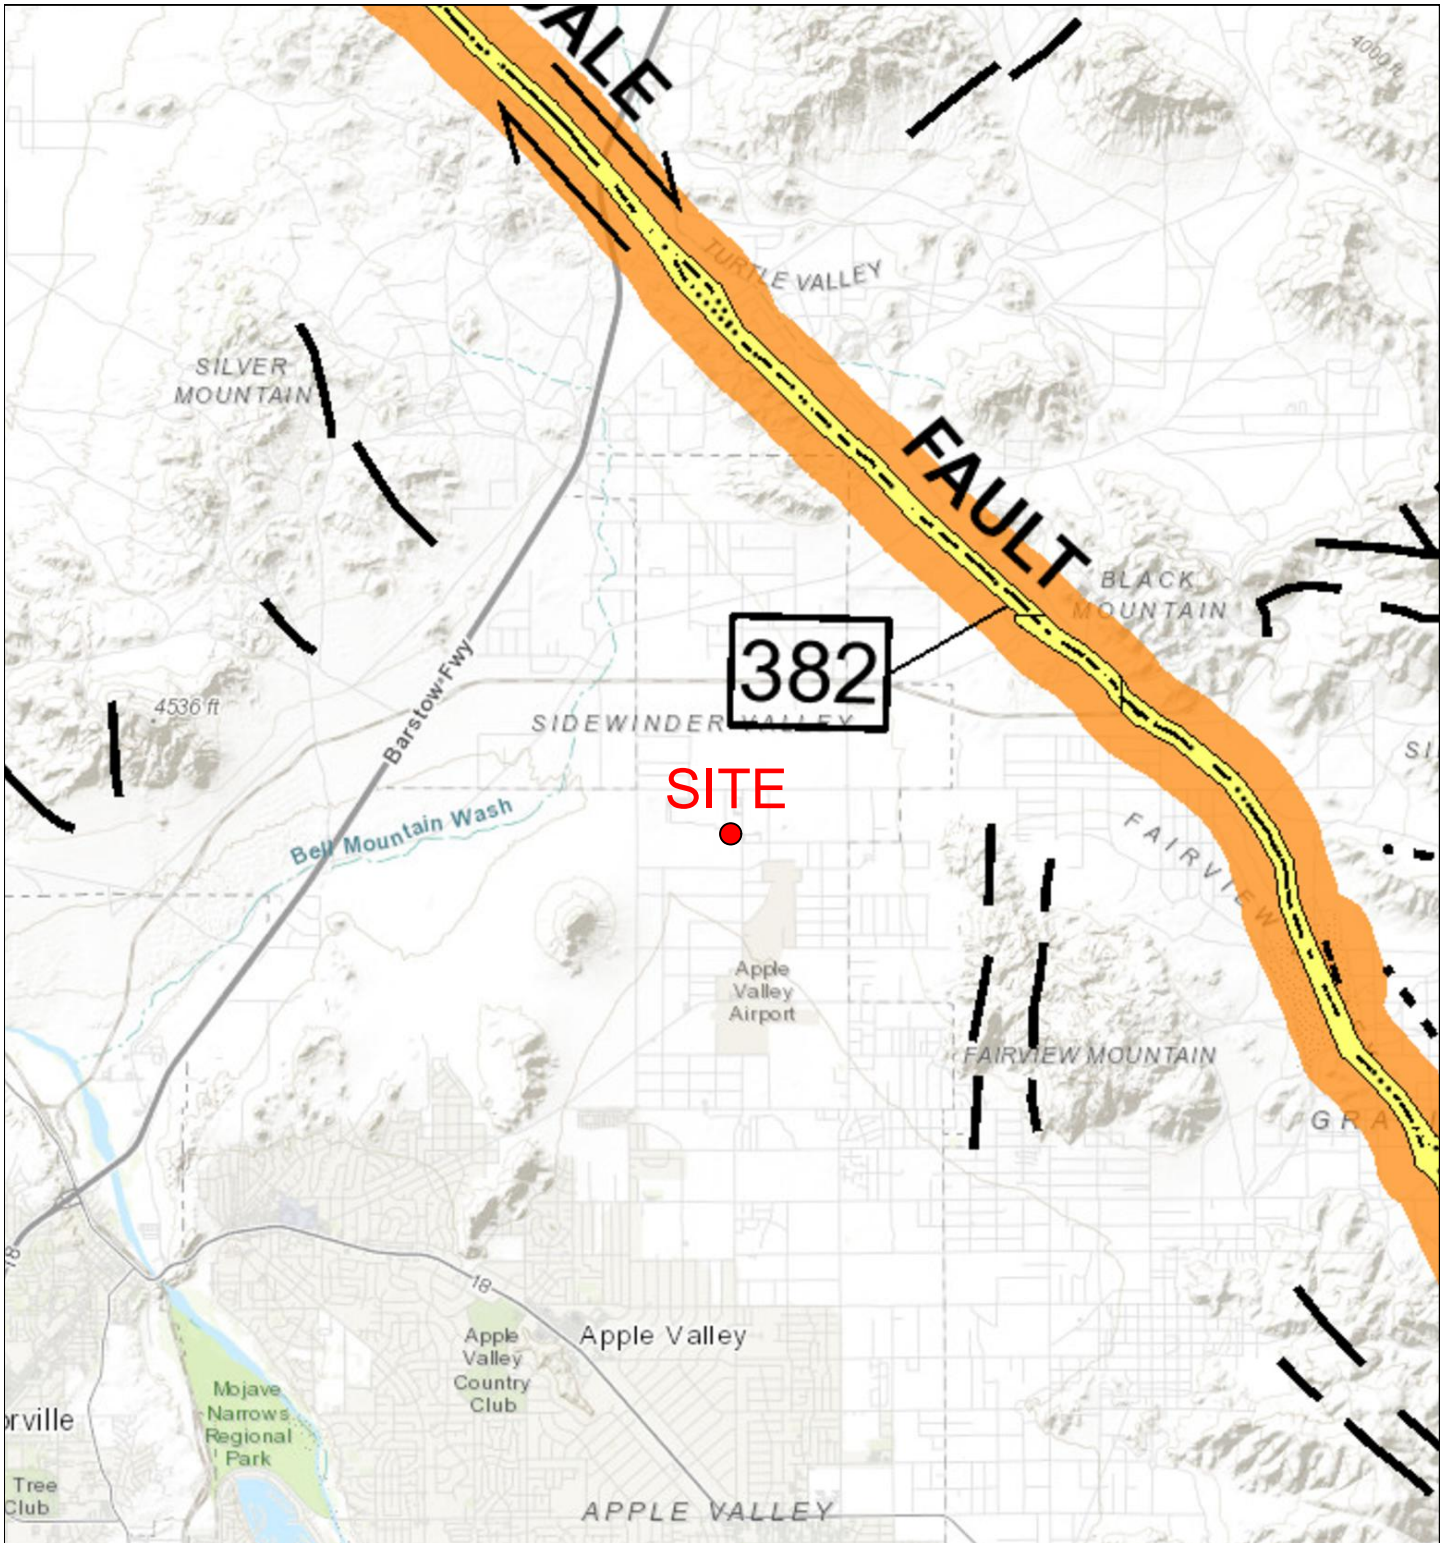 DALE
4000 ft
TURTLE VALLEY
SILVER
MOUNTAIN
FAULT
BLACK
MOUNTAIN
382
4536 ft
Barstow Fwy
SIDEWINDER VALLEY
SITE
Bell Mountain Wash
FAIRVIEW
Apple
Valley
Airport
FAIRVIEW MOUNTAIN
18
18
Apple Valley
Apple
Valley
Country
Club
Mojave
Narrows
Regional
Park
orville
Tree
Club
APPLE VALLEY